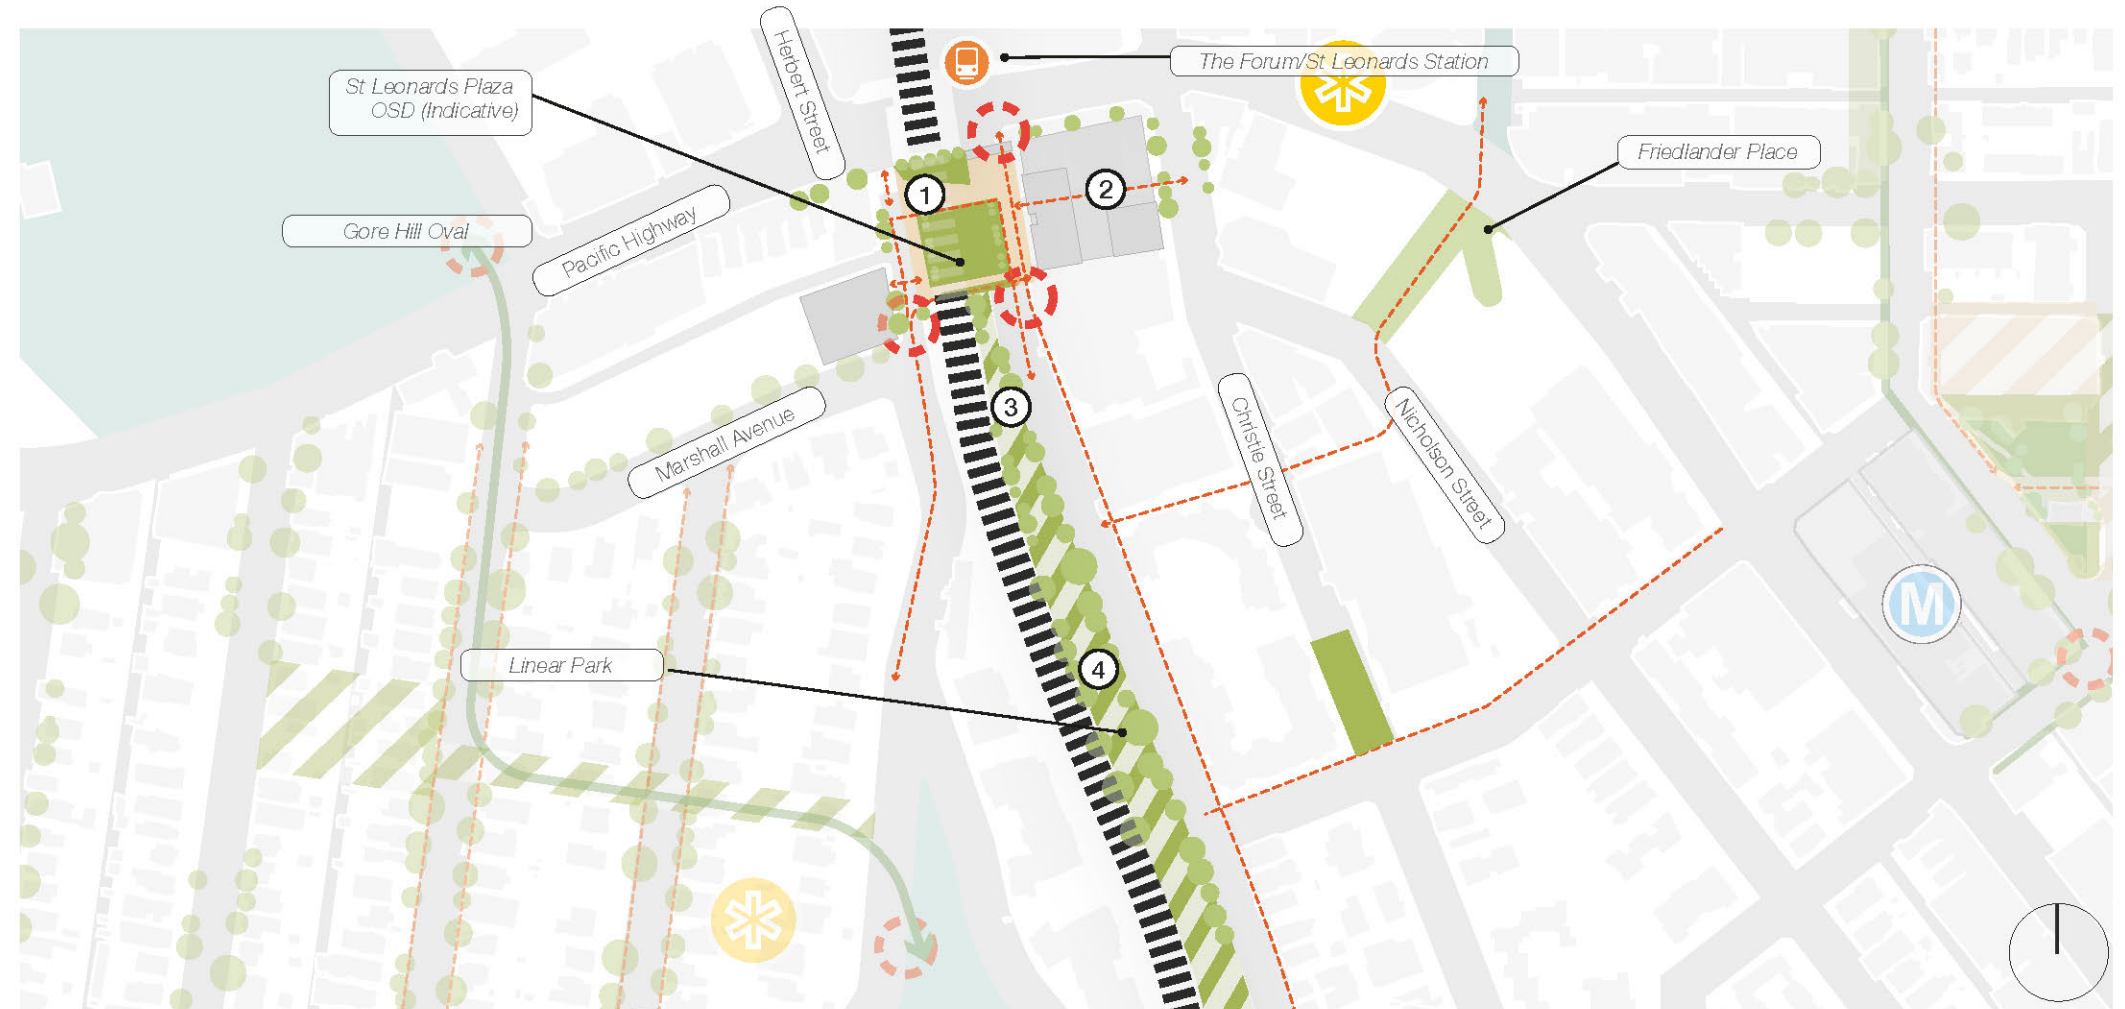 Herbert Street
The Forum/St Leonards Station
St Leonards Plaza
OSD (Indicative)
Friedlander Place
1
2
Gore Hill Oval
Pacific Highway
3
Marshall Avenue
Christie Street
Nicholson Street
M
Linear Park
4